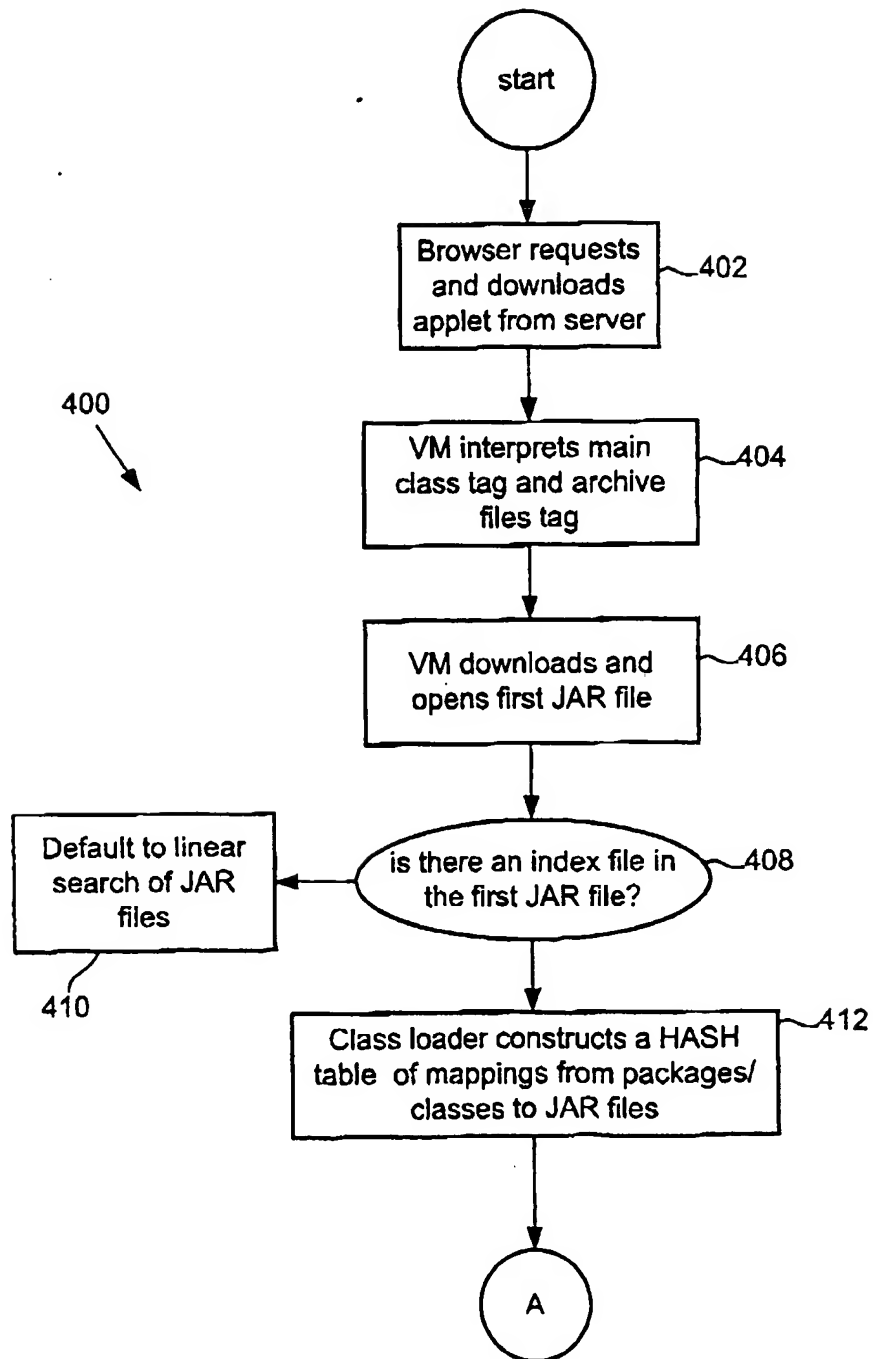 start
Browser requests
and downloads
applet from server
402
400
VM interprets main
class tag and archive
files tag
404
VM downloads and
opens first JAR file
406
is there an index file in
the first JAR file?
408
Default to linear
search of JAR
files
410
Class loader constructs a HASH
table of mappings from packages/
classes to JAR files
412
A